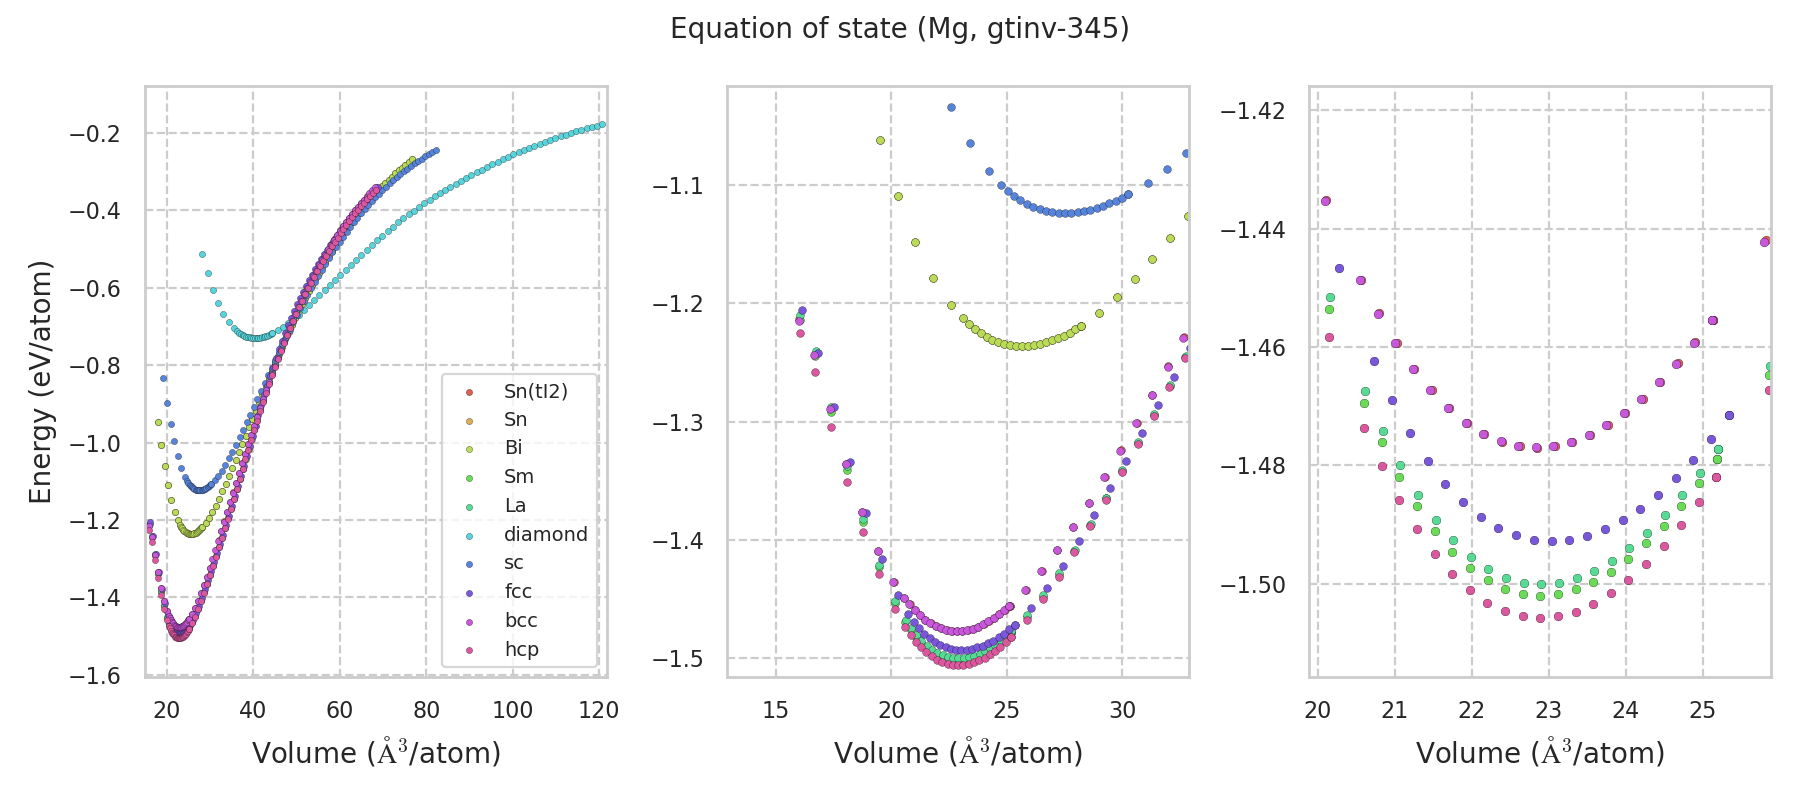 Equation of state (Mg, gtinv-345)
Energy (eV/atom)
−0.2
−0.4
−0.6
−0.8
−1.0
−1.2
−1.4
−1.6
20 40 60 80 100 120
Volume (Å³/atom)
Sn(tI2)
Sn
Bi
Sm
La
diamond
sc
fcc
bcc
hcp
−1.1
−1.2
−1.3
−1.4
−1.5
15 20 25 30
Volume (Å³/atom)
−1.42
−1.44
−1.46
−1.48
−1.50
20 21 22 23 24 25
Volume (Å³/atom)